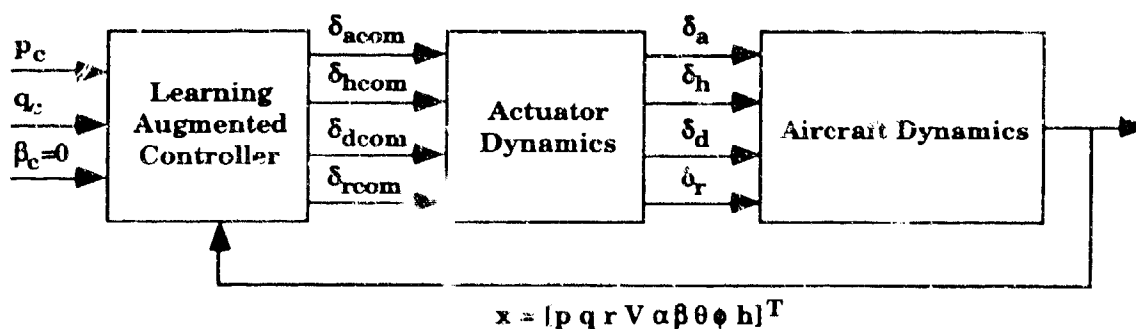 p_c
q_c
β_c=0
Learning
Augmented
Controller
δ_acom
δ_hcom
δ_dcom
δ_rcom
Actuator
Dynamics
δ_a
δ_h
δ_d
δ_r
Aircraft Dynamics
x = [p q r V α β θ ϕ h]^T